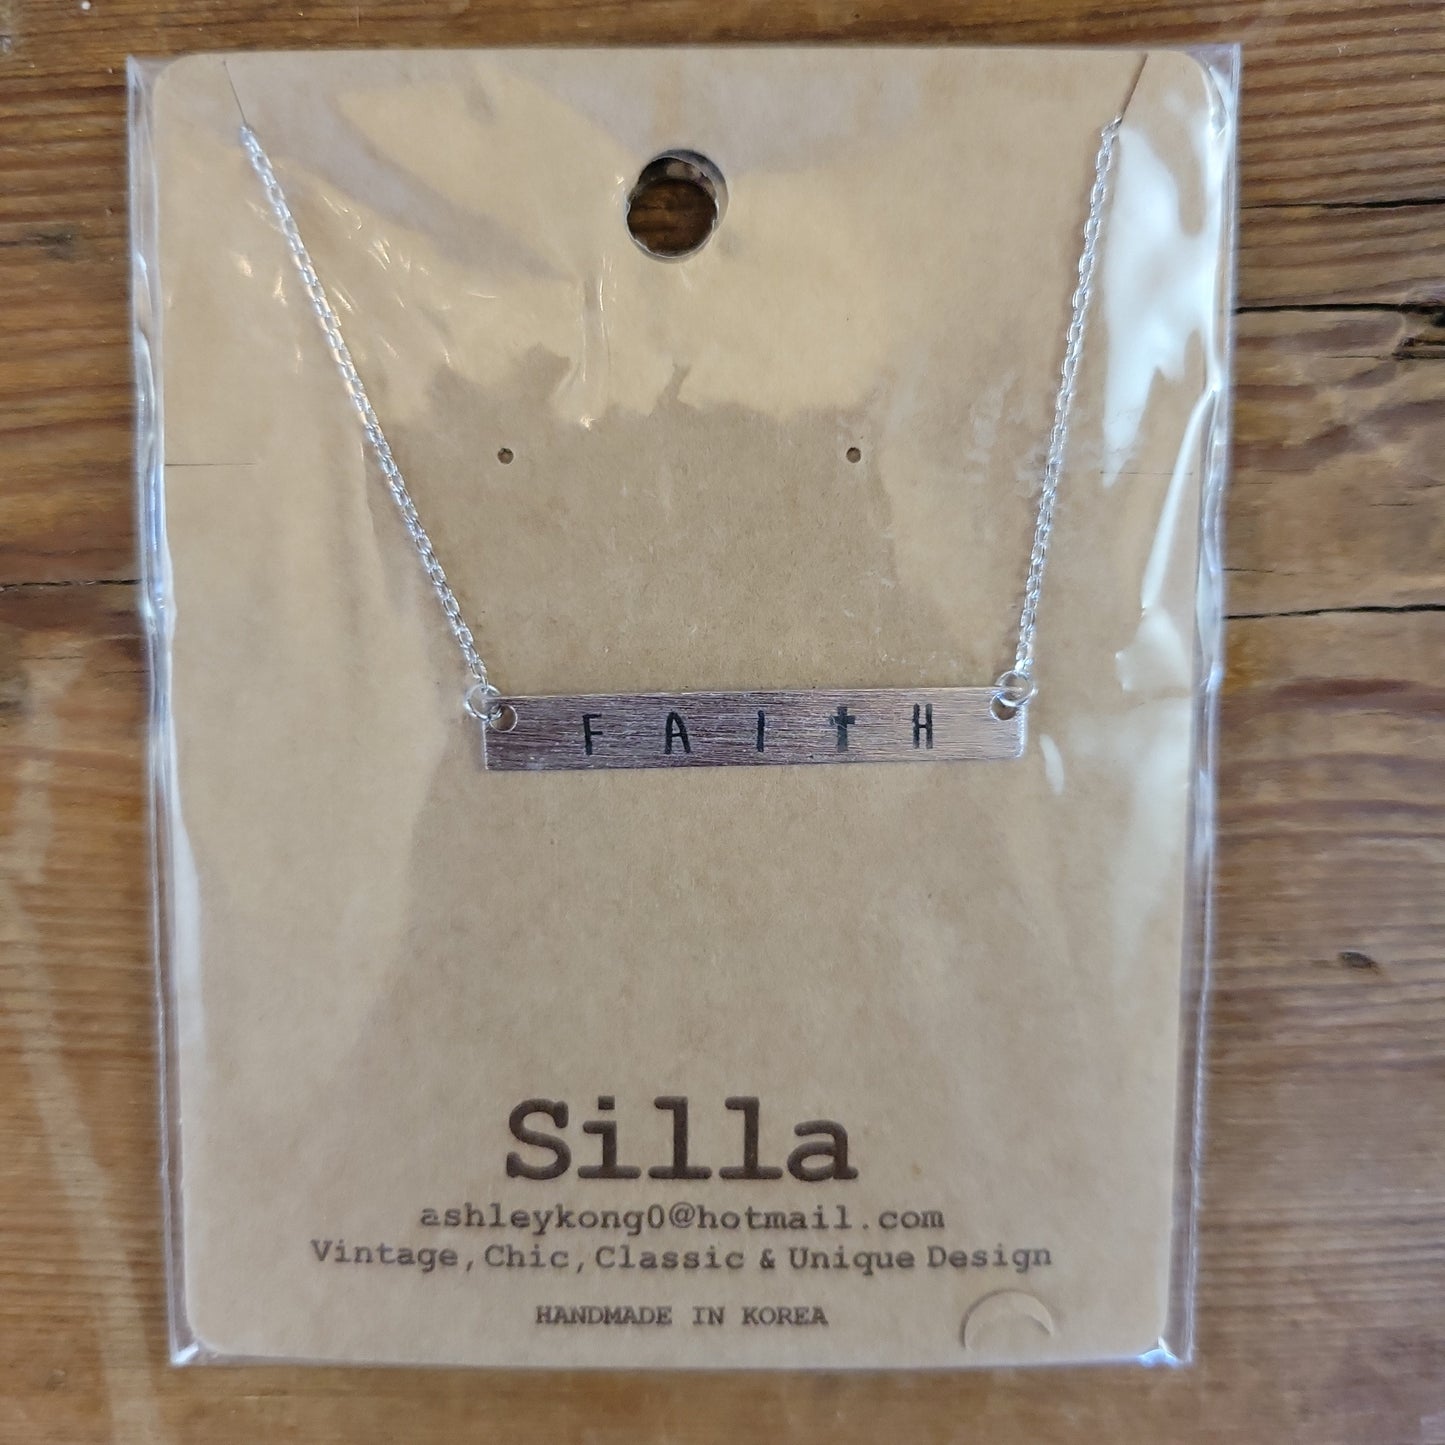 FAItH
Silla
ashleykong0@hotmail.com
Vintage,Chic,Classic & Unique Design
HANDMADE IN KOREA